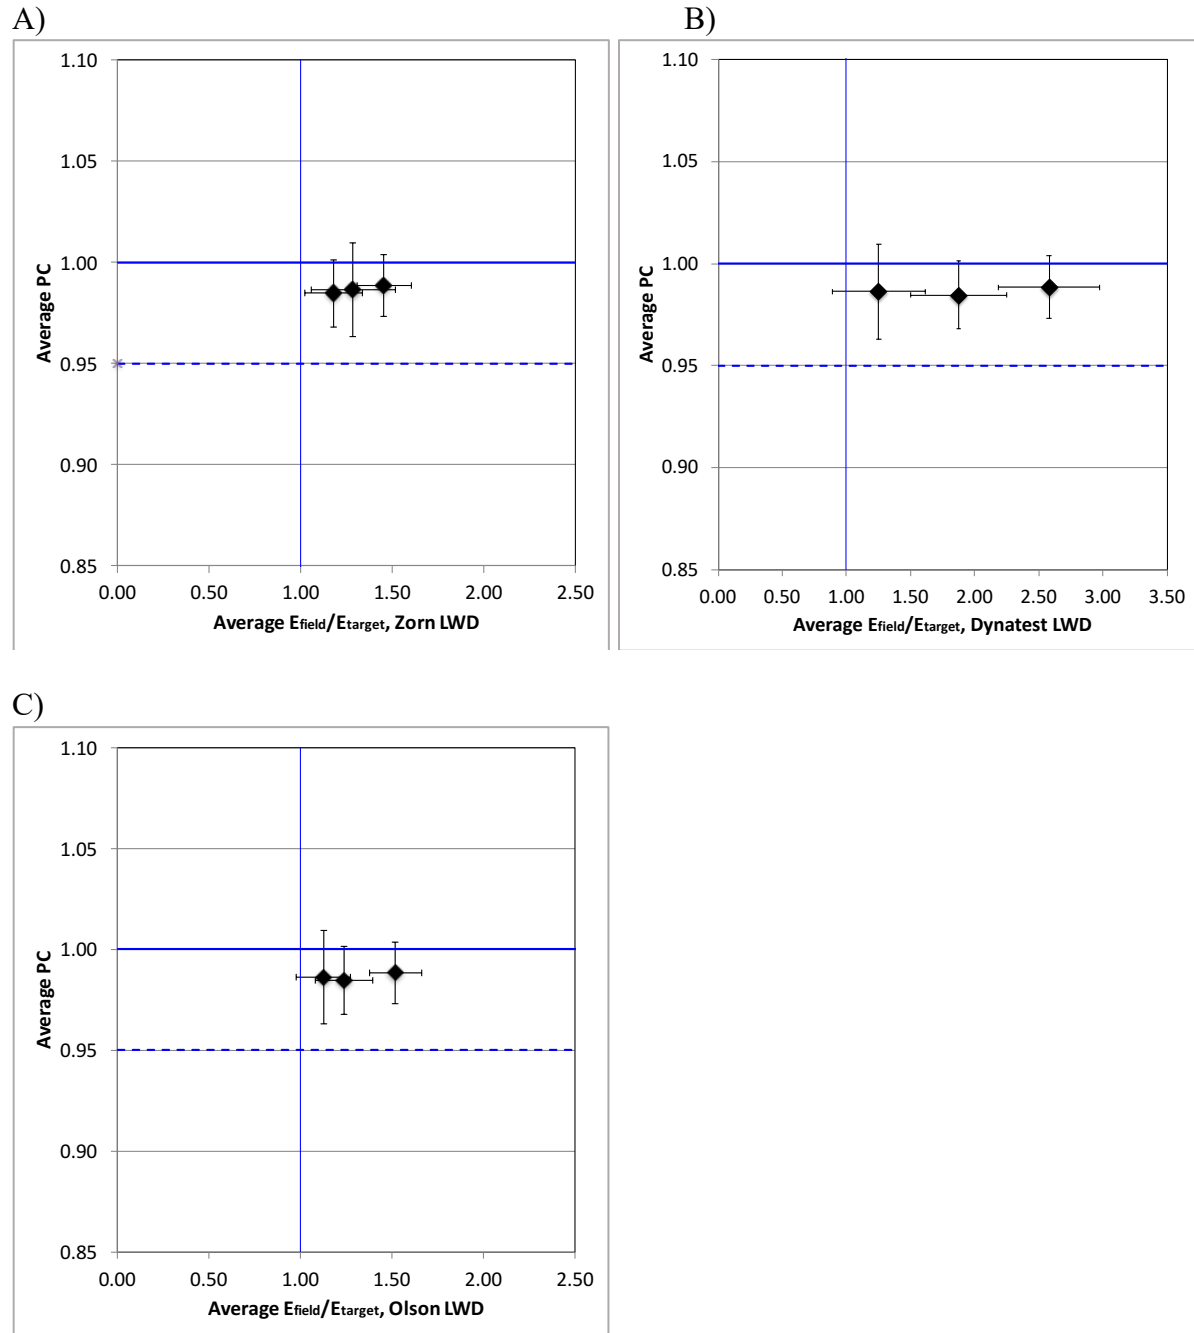 A)
1.10
1.05
1.00
0.95
0.90
0.85
Average PC
0.00 0.50 1.00 1.50 2.00 2.50
Average Efield/Etarget, Zorn LWD
B)
1.10
1.05
1.00
0.95
0.90
0.85
Average PC
0.00 0.50 1.00 1.50 2.00 2.50 3.00 3.50
Average Efield/Etarget, Dynatest LWD
C)
1.10
1.05
1.00
0.95
0.90
0.85
Average PC
0.00 0.50 1.00 1.50 2.00 2.50
Average Efield/Etarget, Olson LWD